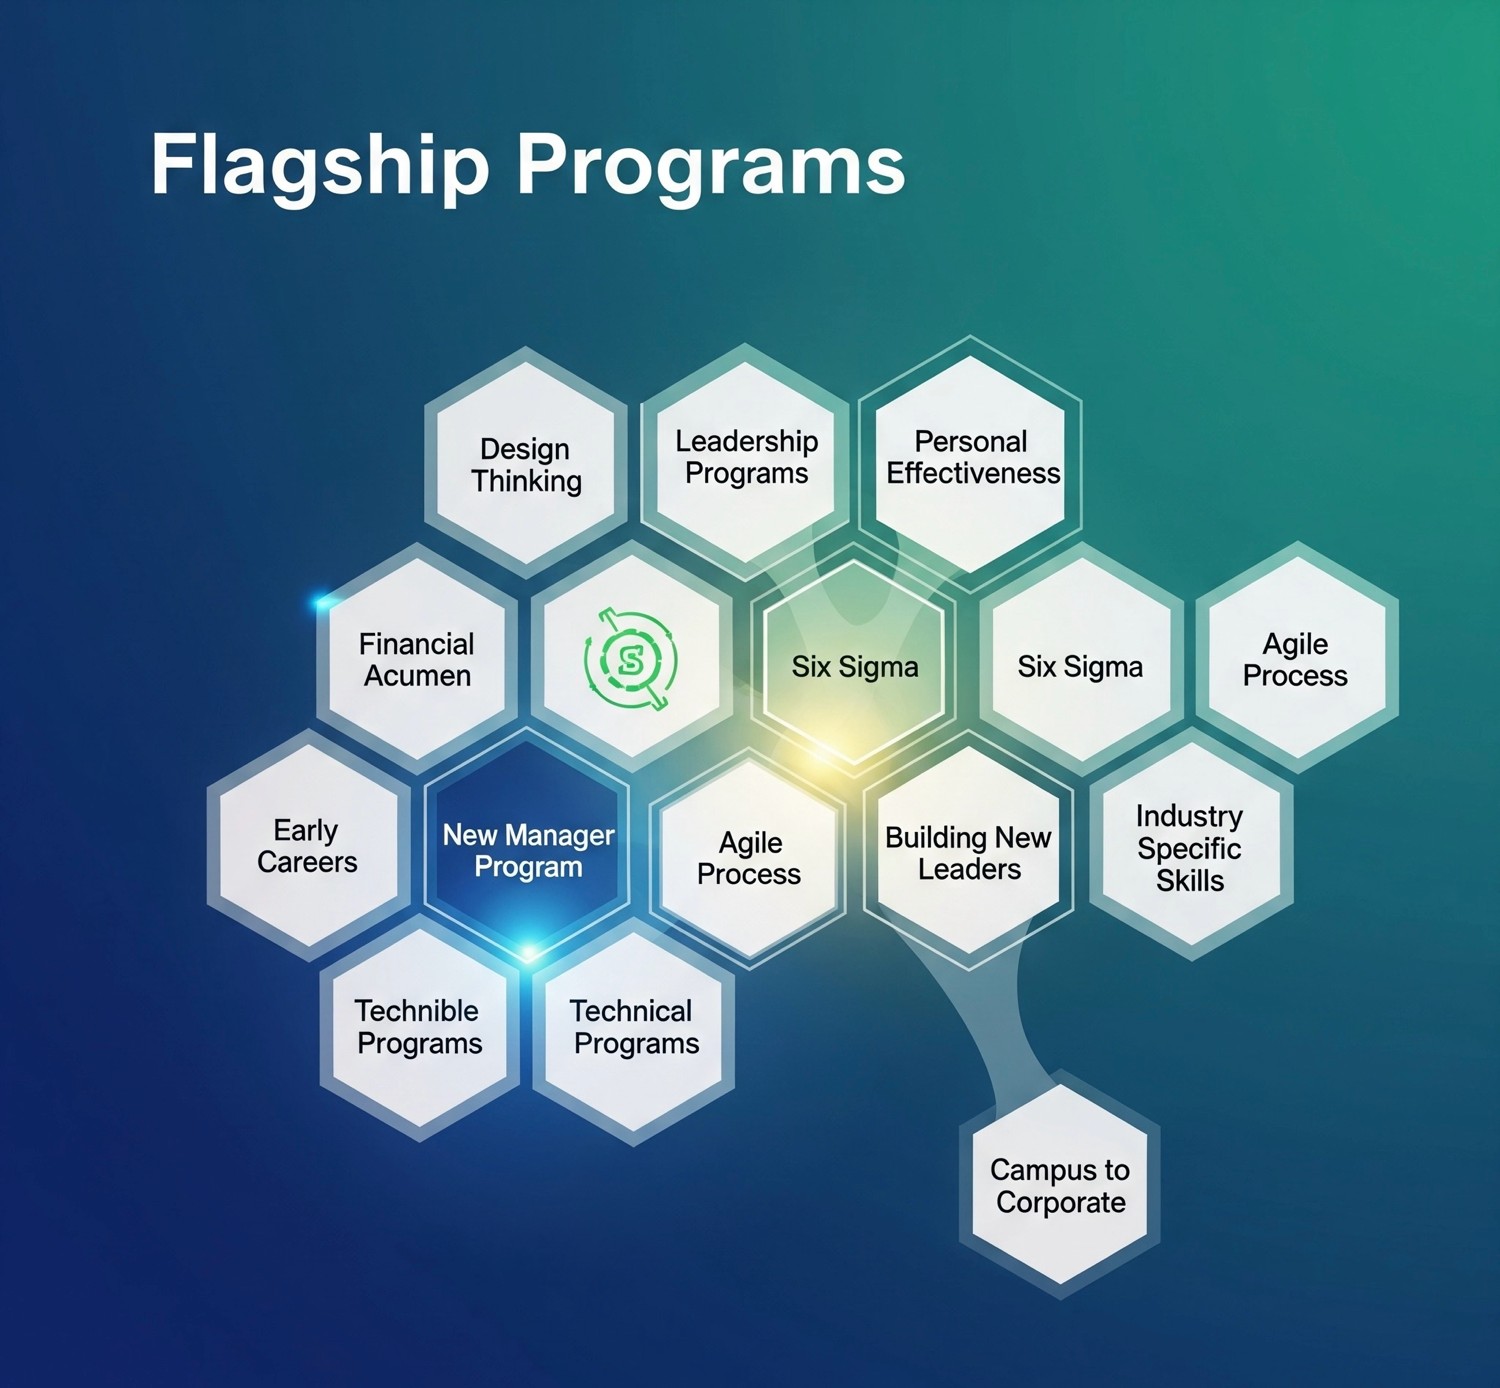 Flagship Programs
Design
Thinking
Leadership
Programs
Personal
Effectiveness
Financial
Acumen
S
Six Sigma
Six Sigma
Agile
Process
Early
Careers
New Manager
Program
Agile
Process
Building New
Leaders
Industry
Specific
Skills
Technible
Programs
Technical
Programs
Campus to
Corporate